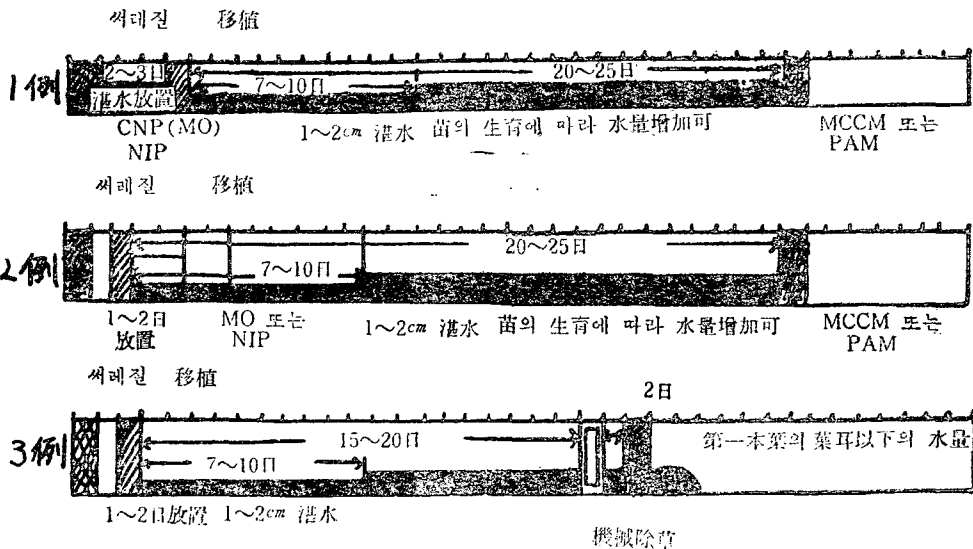 써레질 移植
1例
2~3日
湛水放置
7~10日
20~25日
CNP(MO)
NIP
1~2cm 湛水 苗의 生育에 따라 水量增加可
MCCM 또는
PAM
써레질 移植
2例
7~10日
20~25日
1~2日
放置
MO 또는
NIP
1~2cm 湛水 苗의 生育에 따라 水量增加可
MCCM 또는
PAM
써레질 移植
2日
3例
15~20日
7~10日
第一本葉의 葉耳以下의 水量
1~2日放置 1~2cm 湛水
機械除草